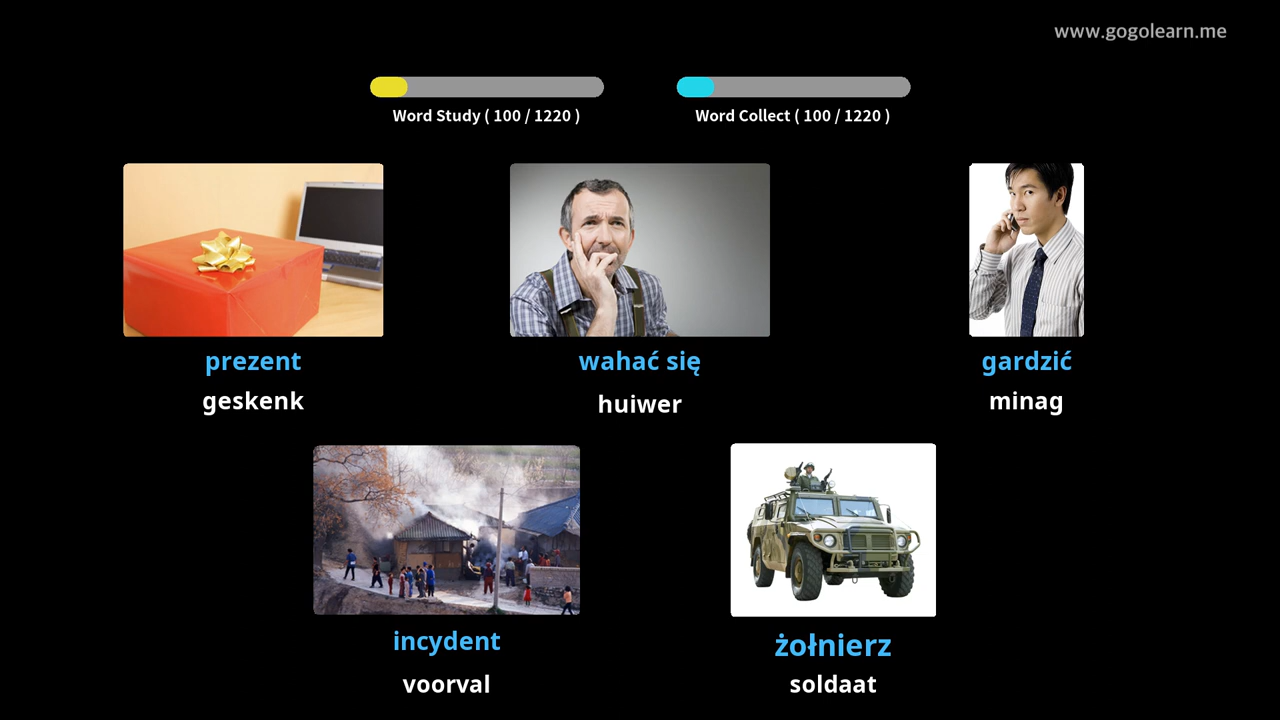 www.gogolearn.me
Word Study ( 100 / 1220 )
Word Collect ( 100 / 1220 )
prezent
geskenk
wahać się
huiwer
gardzić
minag
incydent
voorval
żołnierz
soldaat